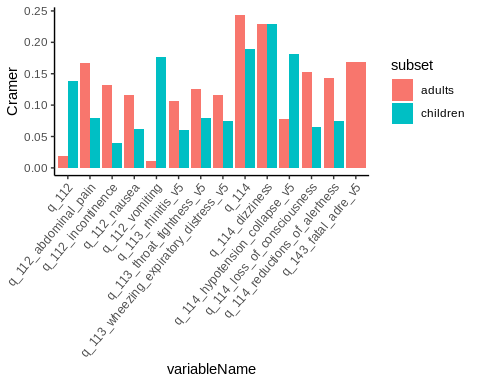 0.25
0.20
0.15
0.10
0.05
0.00
Cramer
q_112
q_112_abdominal_pain
q_112_incontinence
q_112_nausea
q_112_vomiting
q_113_rhinitis_v5
q_113_throat_tightness_v5
q_113_wheezing_expiratory_distress_v5
q_114
q_114_dizziness
q_114_hypotension_collapse_v5
q_114_loss_of_consciousness
q_114_reductions_of_alertness
q_143_fatal_adre_v5
variableName
subset
adults
children